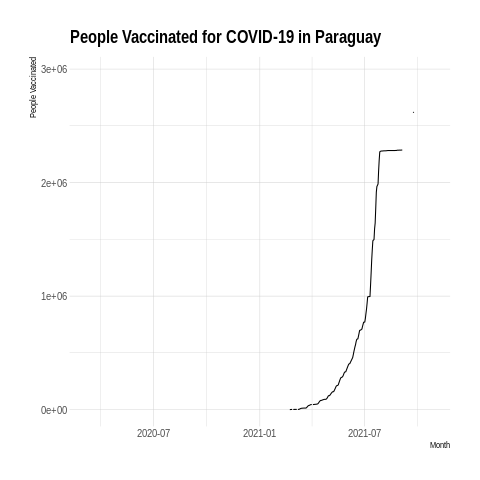 People Vaccinated for COVID-19 in Paraguay
People Vaccinated
3e+06
2e+06
1e+06
0e+00
2020-07
2021-01
2021-07
Month